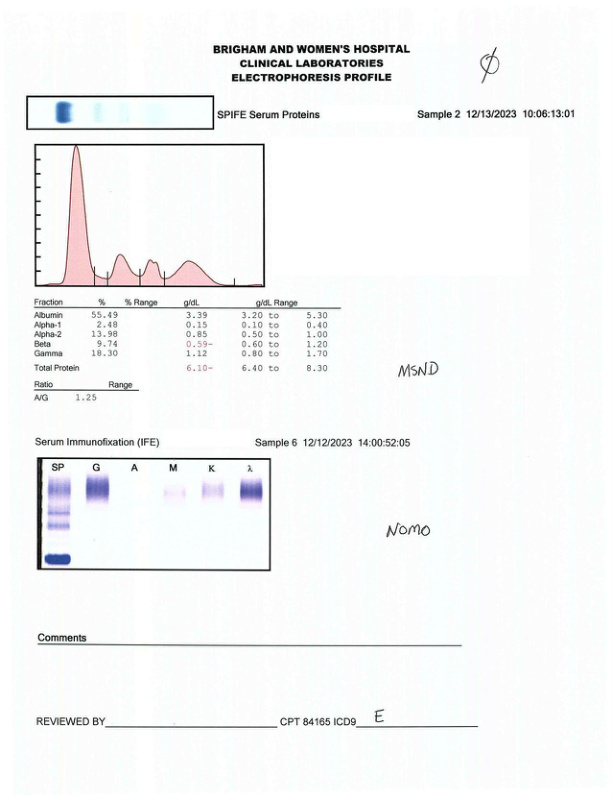 BRIGHAM AND WOMEN'S HOSPITAL
CLINICAL LABORATORIES
ELECTROPHORESIS PROFILE
Ø
SPIFE Serum Proteins Sample 2 12/13/2023 10:06:13:01
Fraction % % Range g/dL g/dL Range
Albumin 55.49 3.39 3.20 to 5.30
Alpha-1 2.48 0.15 0.10 to 0.40
Alpha-2 13.98 0.85 0.50 to 1.00
Beta 9.74 0.59- 0.60 to 1.20
Gamma 18.30 1.12 0.80 to 1.70
Total Protein 6.10- 6.40 to 8.30
MSND
Ratio Range
A/G 1.25
Serum Immunofixation (IFE) Sample 6 12/12/2023 14:00:52:05
SP G A M K λ
NOMO
Comments
REVIEWED BY CPT 84165 ICD9 E